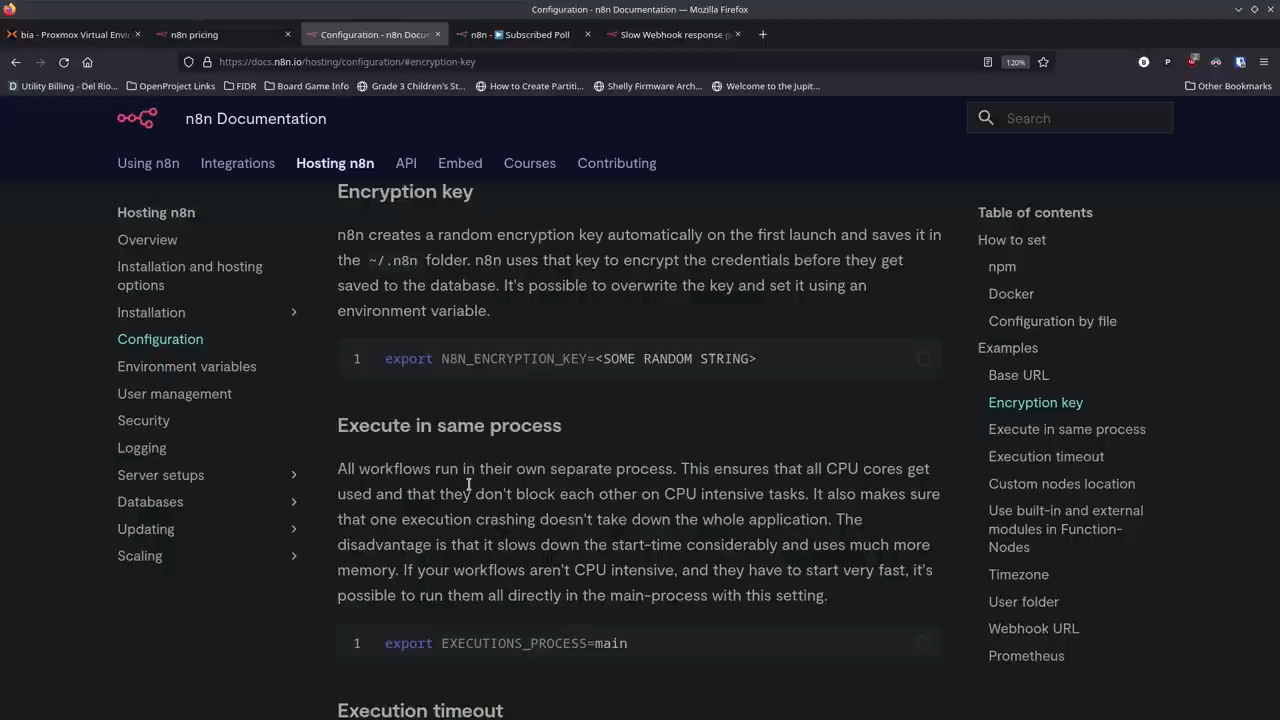 Configuration - n8n Documentation — Mozilla Firefox
bia - Proxmox Virtual Envi
n8n pricing
Configuration - n8n Docum
n8n - ▶ Subscribed Poll
Slow Webhook response p
https://docs.n8n.io/hosting/configuration/#encryption-key
120%
Utility Billing - Del Rio...
OpenProject Links
FIDR
Board Game Info
Grade 3 Children's St...
How to Create Partiti...
Shelly Firmware Arch...
Welcome to the Jupit...
Other Bookmarks
n8n Documentation
Search
Using n8n
Integrations
Hosting n8n
API
Embed
Courses
Contributing
Hosting n8n
Overview
Installation and hosting
options
Installation
Configuration
Environment variables
User management
Security
Logging
Server setups
Databases
Updating
Scaling
Encryption key
n8n creates a random encryption key automatically on the first launch and saves it in
the ~/.n8n folder. n8n uses that key to encrypt the credentials before they get
saved to the database. It's possible to overwrite the key and set it using an
environment variable.
1 export N8N_ENCRYPTION_KEY=<SOME RANDOM STRING>
Execute in same process
All workflows run in their own separate process. This ensures that all CPU cores get
used and that they don't block each other on CPU intensive tasks. It also makes sure
that one execution crashing doesn't take down the whole application. The
disadvantage is that it slows down the start-time considerably and uses much more
memory. If your workflows aren't CPU intensive, and they have to start very fast, it's
possible to run them all directly in the main-process with this setting.
1 export EXECUTIONS_PROCESS=main
Execution timeout
Table of contents
How to set
npm
Docker
Configuration by file
Examples
Base URL
Encryption key
Execute in same process
Execution timeout
Custom nodes location
Use built-in and external
modules in Function-
Nodes
Timezone
User folder
Webhook URL
Prometheus